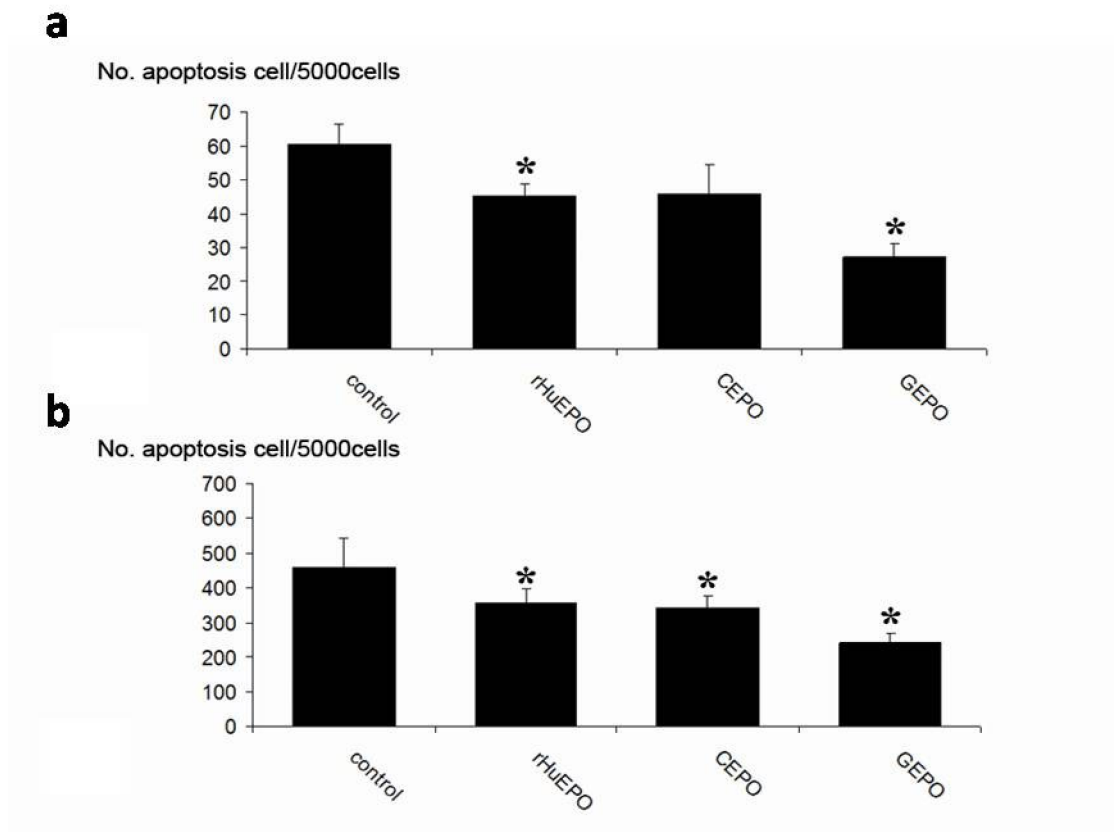 a
No. apoptosis cell/5000cells
70
60
50
40
30
20
10
0
*
*
control
rHuEPO
CEPO
GEPO
b
No. apoptosis cell/5000cells
700
600
500
400
300
200
100
0
*
*
*
control
rHuEPO
CEPO
GEPO